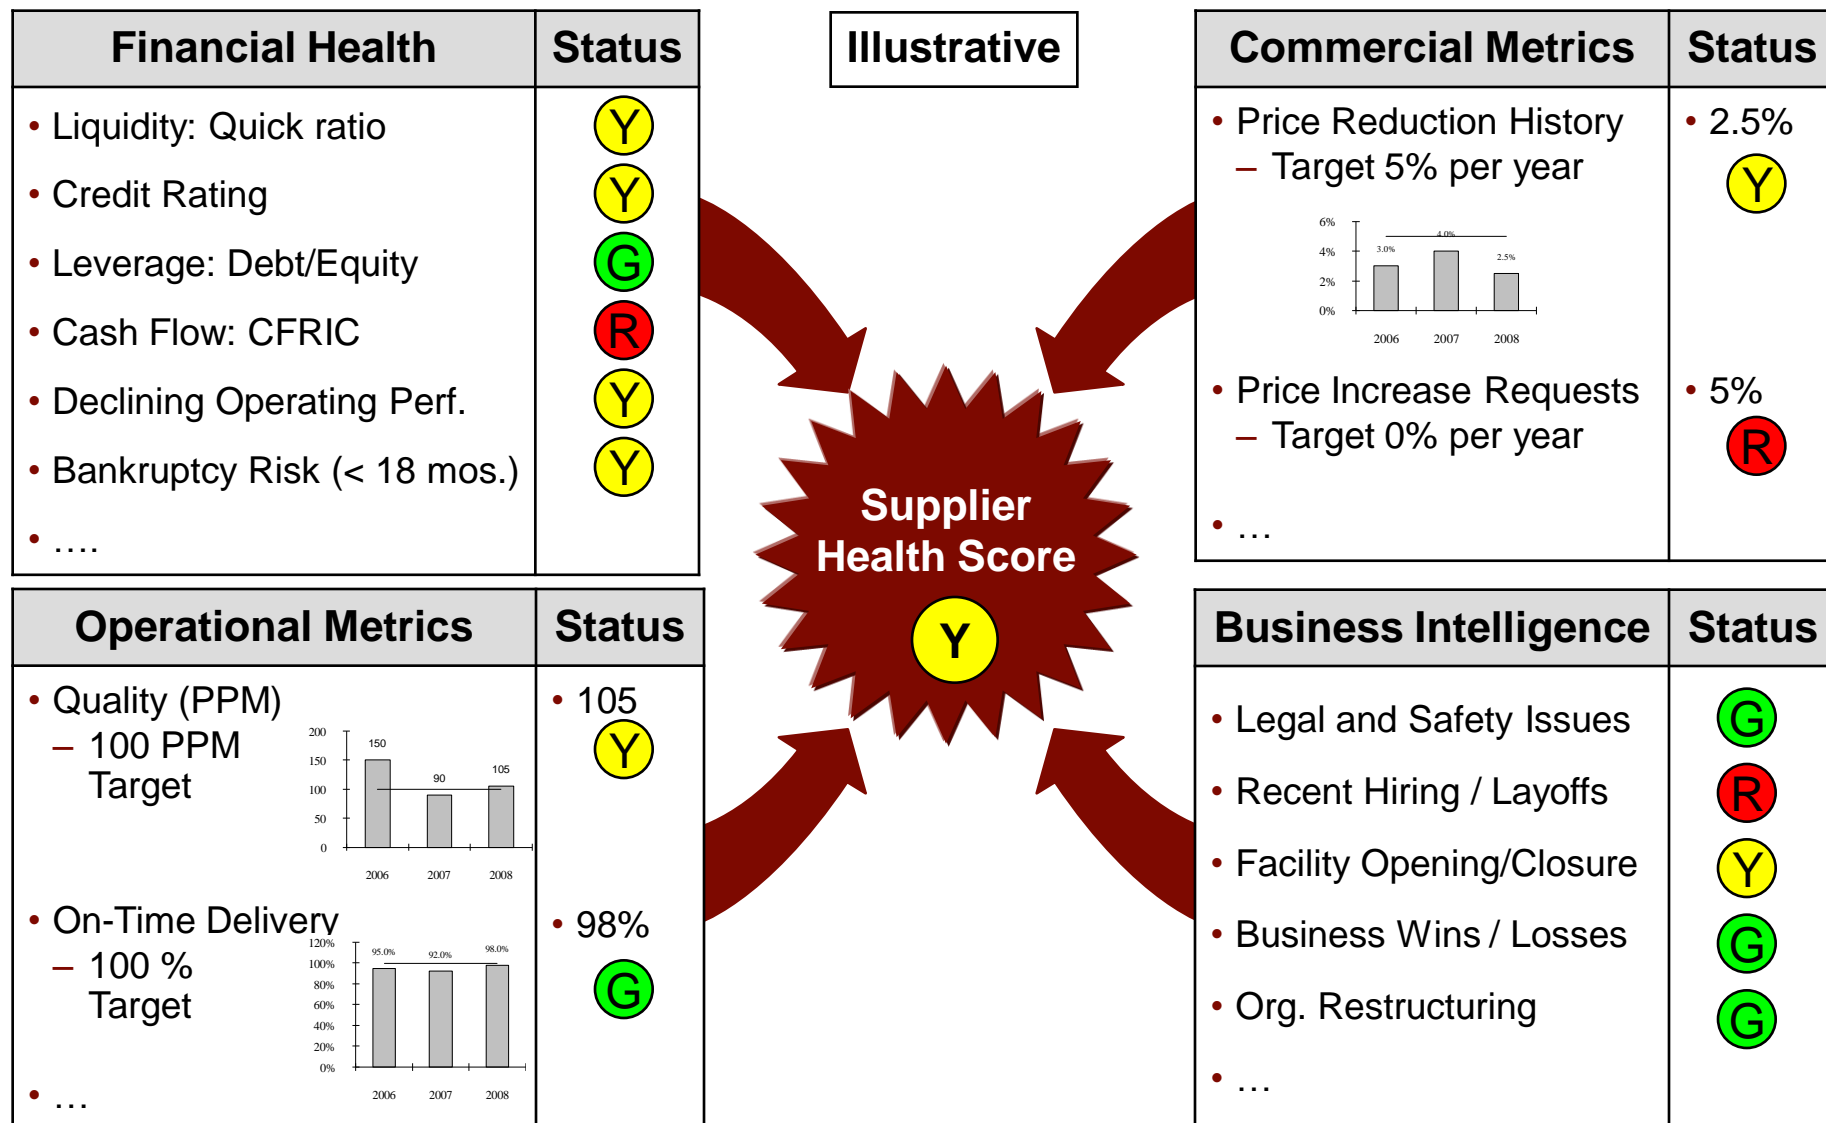 Financial Health Status
• Liquidity: Quick ratio Y
• Credit Rating Y
• Leverage: Debt/Equity G
• Cash Flow: CFRIC R
• Declining Operating Perf. Y
• Bankruptcy Risk (< 18 mos.) Y
• ….
Illustrative
Commercial Metrics Status
• Price Reduction History • 2.5%
– Target 5% per year Y
6%
4%
2%
0%
3.0% 4.0% 2.5%
2006 2007 2008
• Price Increase Requests • 5%
– Target 0% per year R
• …
Supplier
Health Score
Y
Operational Metrics Status
• Quality (PPM) • 105
– 100 PPM Y
Target
200
150
100
50
0
150 90 105
2006 2007 2008
• On-Time Delivery • 98%
– 100 % G
Target
120%
100%
80%
60%
40%
20%
0%
95.0% 92.0% 98.0%
2006 2007 2008
• …
Business Intelligence Status
• Legal and Safety Issues G
• Recent Hiring / Layoffs R
• Facility Opening/Closure Y
• Business Wins / Losses G
• Org. Restructuring G
• …